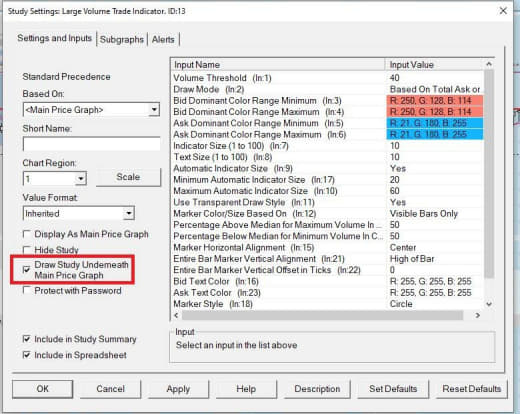 Study Settings: Large Volume Trade Indicator. ID:13
Settings and Inputs Subgraphs Alerts
Standard Precedence
Based On:
<Main Price Graph>
Short Name:
Chart Region:
1 Scale
Value Format:
Inherited
Display As Main Price Graph
Hide Study
Draw Study Underneath
Main Price Graph
Protect with Password
Include in Study Summary
Include in Spreadsheet
Input Name Input Value
Volume Threshold (In:1) 40
Draw Mode (In:2) Based On Total Ask or
Bid Dominant Color Range Minimum (In:3) R: 250, G: 128, B: 114
Bid Dominant Color Range Maximum (In:4) R: 250, G: 128, B: 114
Ask Dominant Color Range Minimum (In:5) R: 21, G: 180, B: 255
Ask Dominant Color Range Maximum (In:6) R: 21, G: 180, B: 255
Indicator Size (1 to 100) (In:7) 10
Text Size (1 to 100) (In:8) 10
Automatic Indicator Size (In:9) Yes
Minimum Automatic Indicator Size (In:17) 20
Maximum Automatic Indicator Size (In:10) 60
Use Transparent Draw Style (In:11) Yes
Marker Color/Size Based On (In:12) Visible Bars Only
Percentage Above Median for Maximum Volume In ... 50
Percentage Below Median for Minimum Volume In C... 50
Marker Horizontal Alignment (In:15) Center
Entire Bar Marker Vertical Alignment (In:21) High of Bar
Entire Bar Marker Vertical Offset in Ticks (In:22) 0
Bid Text Color (In:16) R: 255, G: 255, B: 255
Ask Text Color (In:23) R: 255, G: 255, B: 255
Marker Style (In:18) Circle
Input
Select an input in the list above
OK Cancel Apply Help Description Set Defaults Reset Defaults